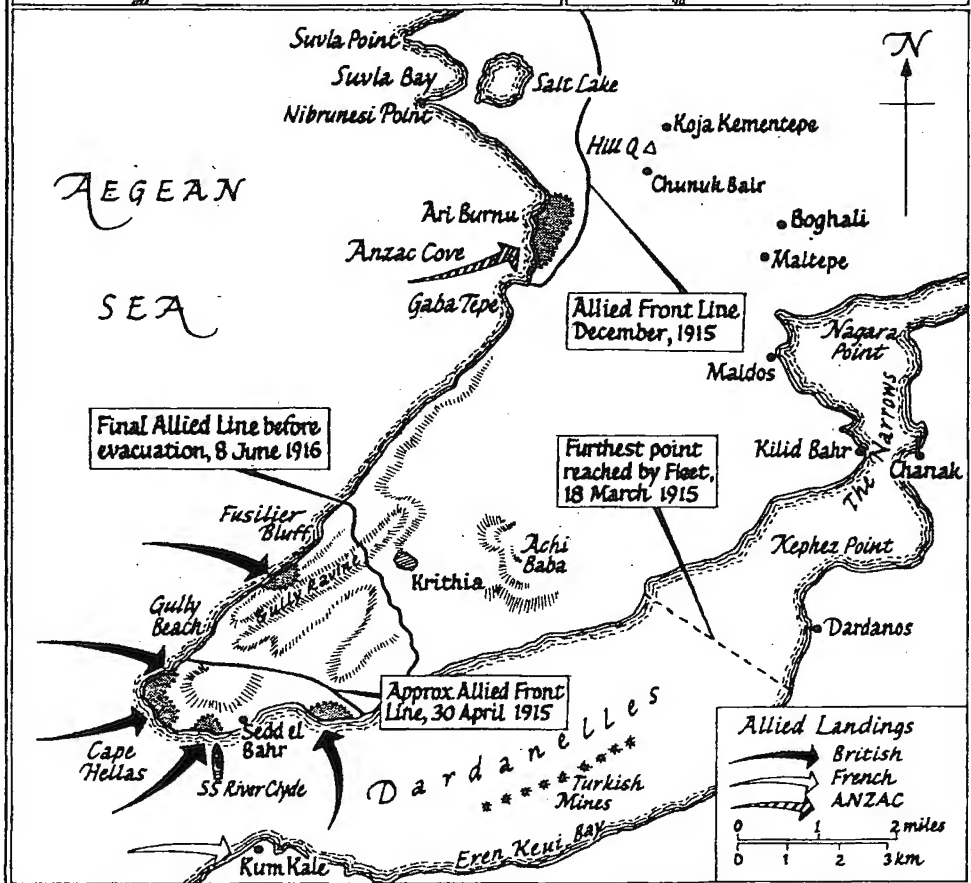 Suvla Point
Suvla Bay
Nibrunesi Point
Salt Lake
N
Koja Kementepe
Hill Q
Chunuk Bair
Boghali
Maltepe
AEGEAN
SEA
Ari Burnu
Anzac Cove
Gaba Tepe
Allied Front Line
December, 1915
Nagara
Point
Maidos
Final Allied Line before
evacuation, 8 June 1916
Furthest point
reached by Fleet,
18 March 1915
Kilid Bahr
The Narrows
Chanak
Fusilier
Bluff
Gully Ravine
Krithia
Achi
Baba
Kephez Point
Gully
Beach
Dardanos
Approx Allied Front
Line, 30 April 1915
Cape
Hellas
Sedd el
Bahr
SS River Clyde
Dardanelles
Turkish
Mines
Eren Keui Bay
Kum Kale
Allied Landings
British
French
ANZAC
0 1 2 miles
0 1 2 3 km